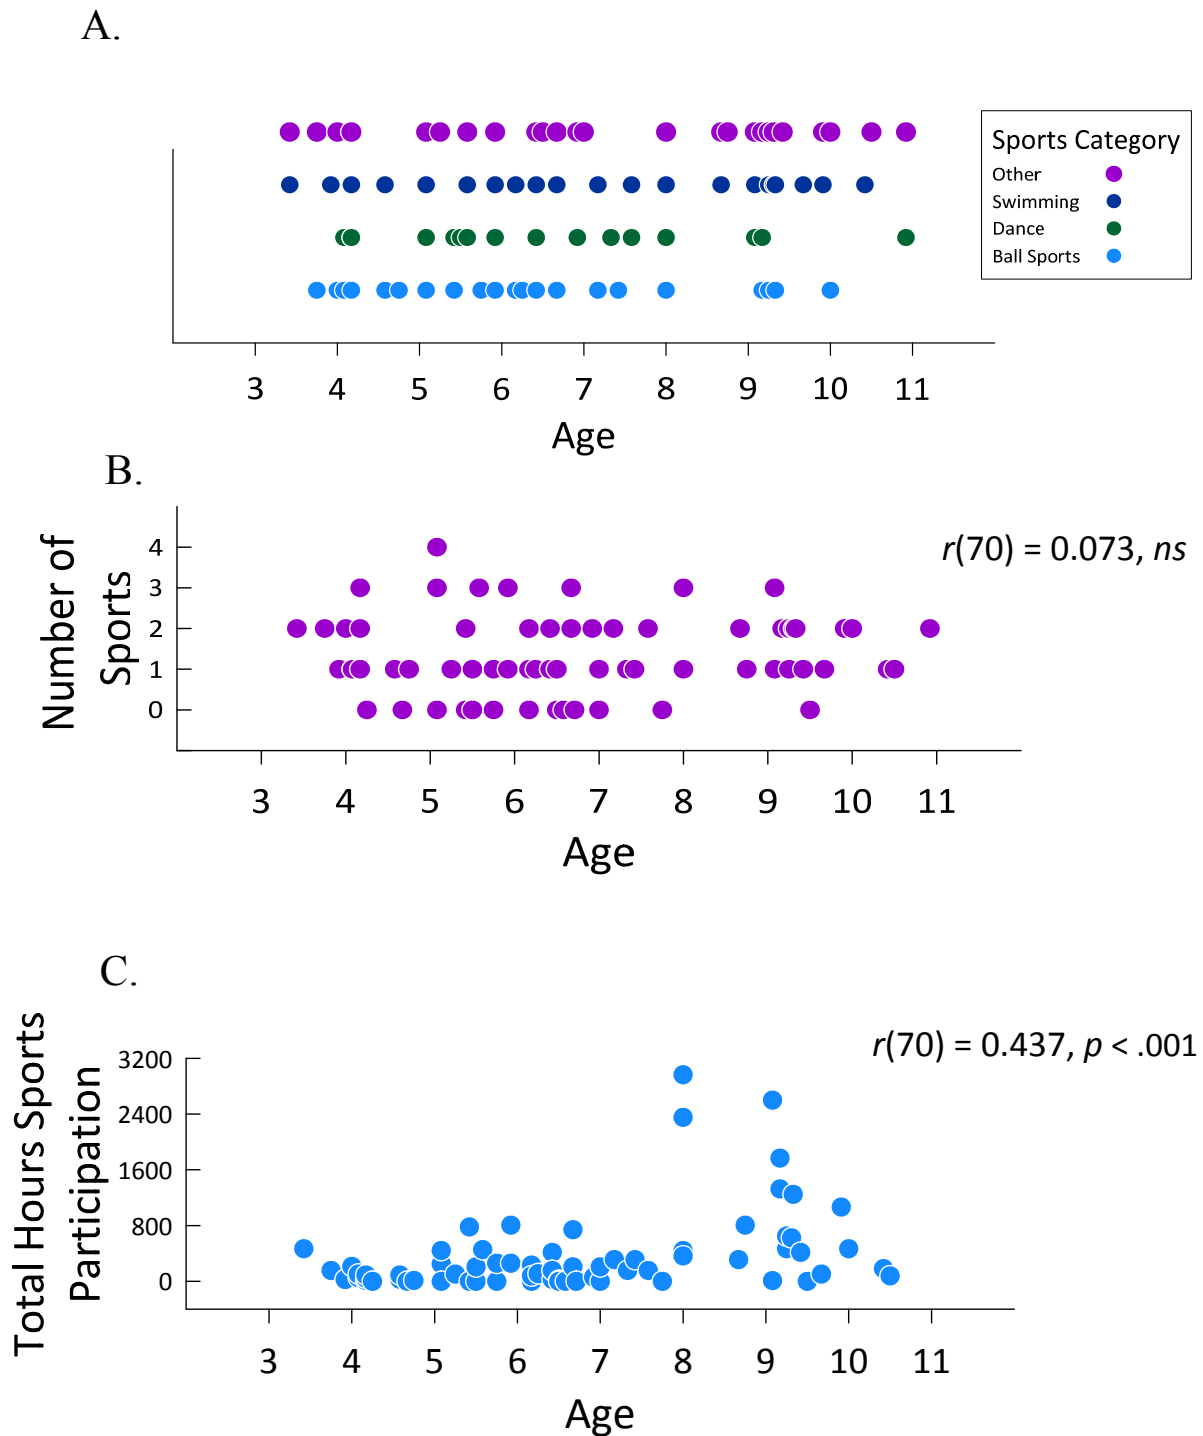 A.
Sports Category
Other
Swimming
Dance
Ball Sports
3 4 5 6 7 8 9 10 11
Age
B.
Number of
Sports
r(70) = 0.073, ns
4
3
2
1
0
3 4 5 6 7 8 9 10 11
Age
C.
Total Hours Sports
Participation
r(70) = 0.437, p < .001
3200
2400
1600
800
0
3 4 5 6 7 8 9 10 11
Age